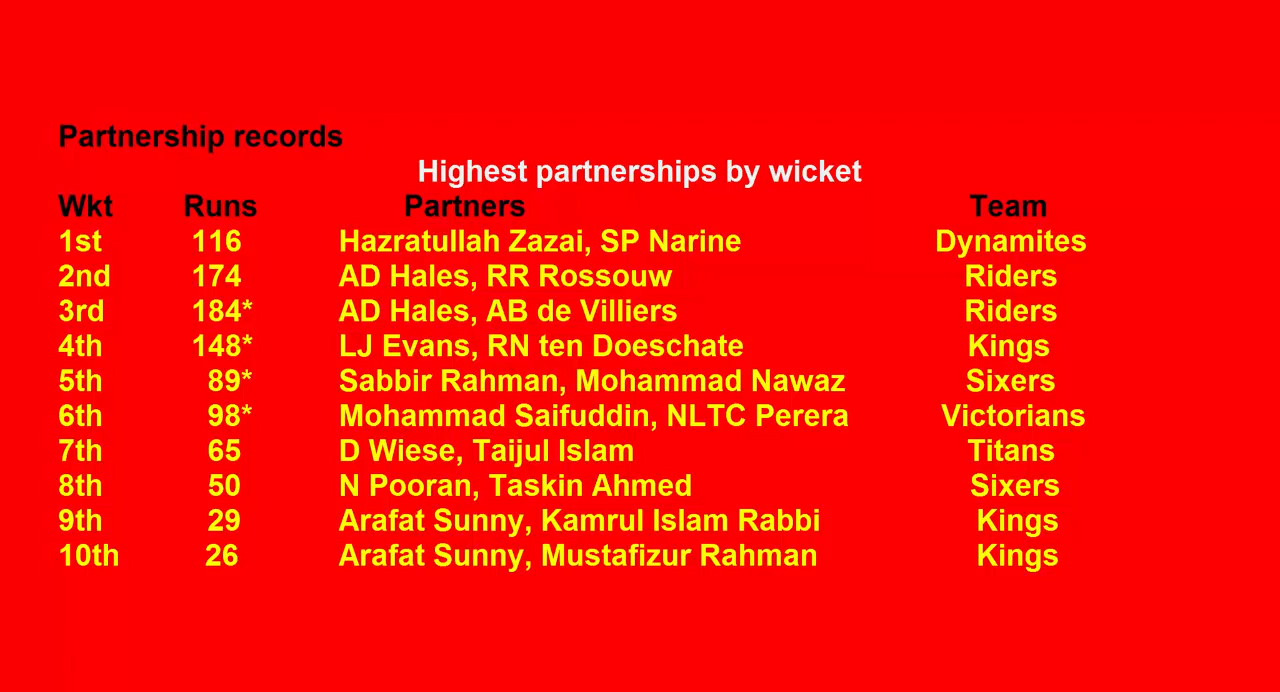 Partnership records
Highest partnerships by wicket
Wkt Runs Partners Team
1st 116 Hazratullah Zazai, SP Narine Dynamites
2nd 174 AD Hales, RR Rossouw Riders
3rd 184* AD Hales, AB de Villiers Riders
4th 148* LJ Evans, RN ten Doeschate Kings
5th 89* Sabbir Rahman, Mohammad Nawaz Sixers
6th 98* Mohammad Saifuddin, NLTC Perera Victorians
7th 65 D Wiese, Taijul Islam Titans
8th 50 N Pooran, Taskin Ahmed Sixers
9th 29 Arafat Sunny, Kamrul Islam Rabbi Kings
10th 26 Arafat Sunny, Mustafizur Rahman Kings